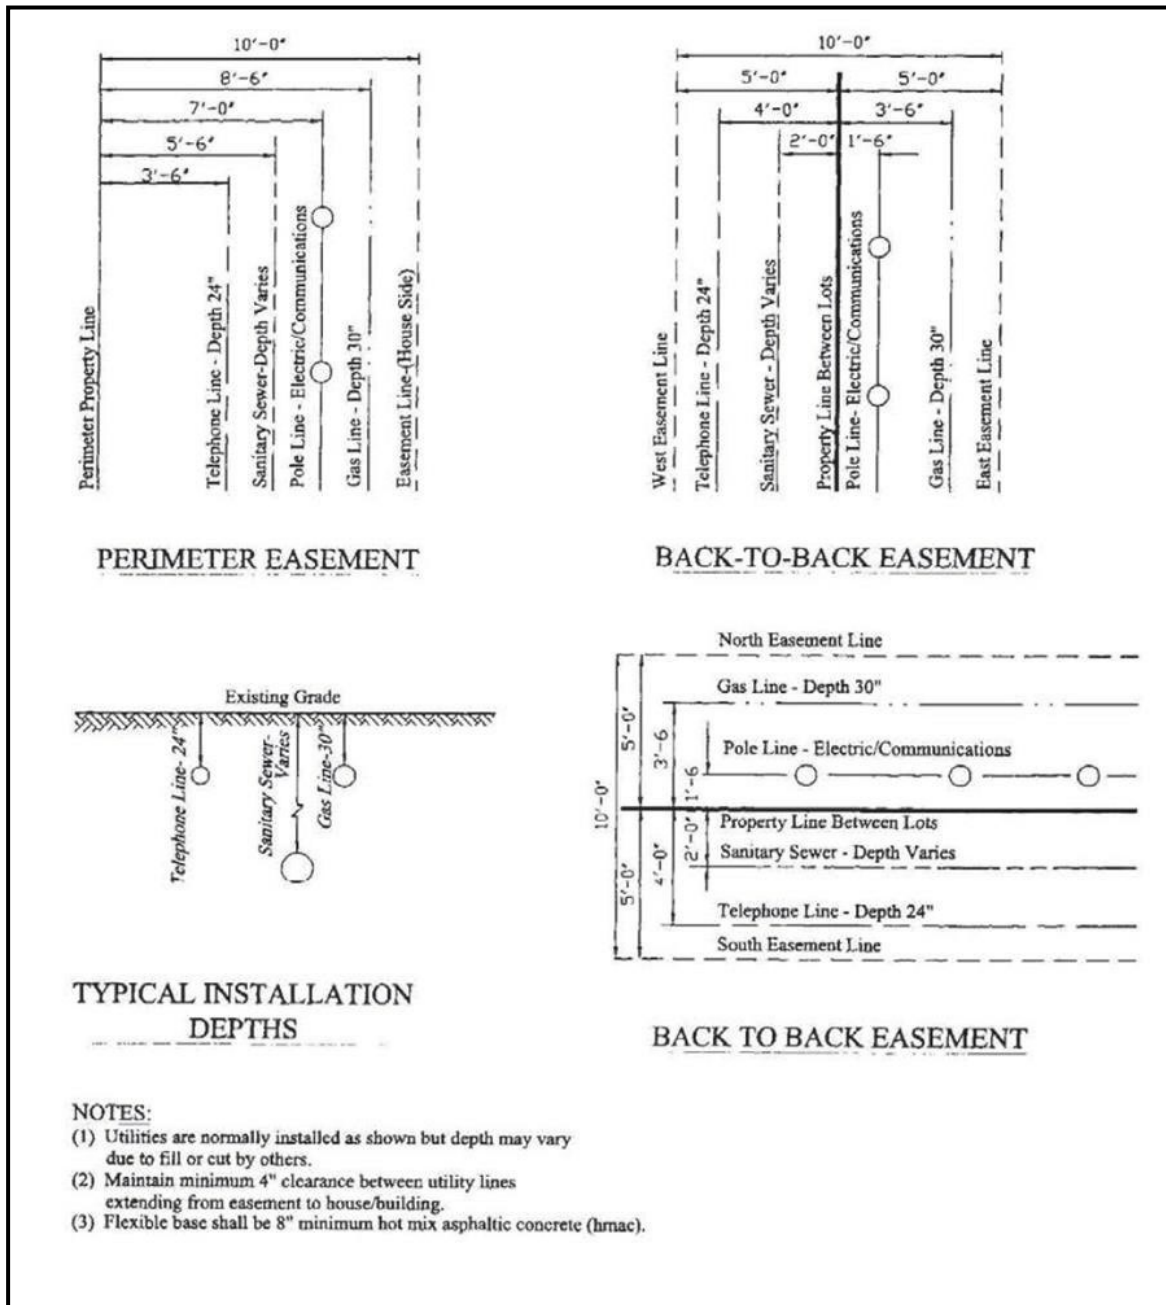 10'-0"
8'-6"
7'-0"
5'-6"
3'-6"
Perimeter Property Line
Telephone Line - Depth 24"
Sanitary Sewer-Depth Varies
Pole Line - Electric/Communications
Gas Line - Depth 30"
Easement Line-(House Side)
PERIMETER EASEMENT
10'-0"
5'-0"
5'-0"
4'-0"
3'-6"
2'-0"
1'-6"
West Easement Line
Telephone Line - Depth 24"
Sanitary Sewer - Depth Varies
Property Line Between Lots
Pole Line- Electric/Communications
Gas Line - Depth 30"
East Easement Line
BACK-TO-BACK EASEMENT
Existing Grade
Telephone Line- 24"
Sanitary Sewer-
Varies
Gas Line-30"
TYPICAL INSTALLATION
DEPTHS
North Easement Line
Gas Line - Depth 30"
Pole Line - Electric/Communications
Property Line Between Lots
Sanitary Sewer - Depth Varies
Telephone Line - Depth 24"
South Easement Line
10'-0"
5'-0"
5'-0"
3'-6
4'-0"
1'-6
2'-0"
BACK TO BACK EASEMENT
NOTES:
(1) Utilities are normally installed as shown but depth may vary
due to fill or cut by others.
(2) Maintain minimum 4" clearance between utility lines
extending from easement to house/building.
(3) Flexible base shall be 8" minimum hot mix asphaltic concrete (hmac).